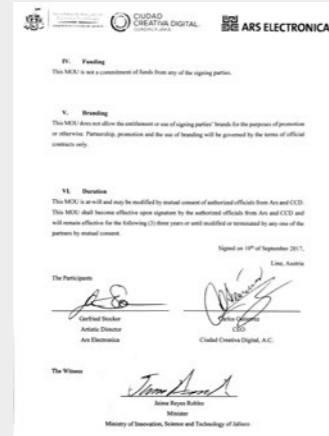 CIUDAD
CREATIVA DIGITAL
GUADALAJARA
ARS ELECTRONICA
IV. Funding
This MOU is not a commitment of funds from any of the signing parties.
V. Branding
This MOU does not allow the entitlement or use of signing parties' brands for the purposes of promotion
or otherwise. Partnership, promotion and the use of branding will be governed by the terms of official
contracts only.
VI. Duration
This MOU is at-will and may be modified by mutual consent of authorized officials from Ars and CCD.
This MOU shall become effective upon signature by the authorized officials from Ars and CCD and
will remain effective for the following (3) three years or until modified or terminated by any one of the
partners by mutual consent.
Signed on 10th of September 2017,
Linz, Austria.
The Participants
Gerfried Stocker
Artistic Director
Ars Electronica
Carlos Gutierrez
CEO
Ciudad Creativa Digital, A.C.
The Witness
Jaime Reyes Robles
Minister
Ministry of Innovation, Science and Technology of Jalisco